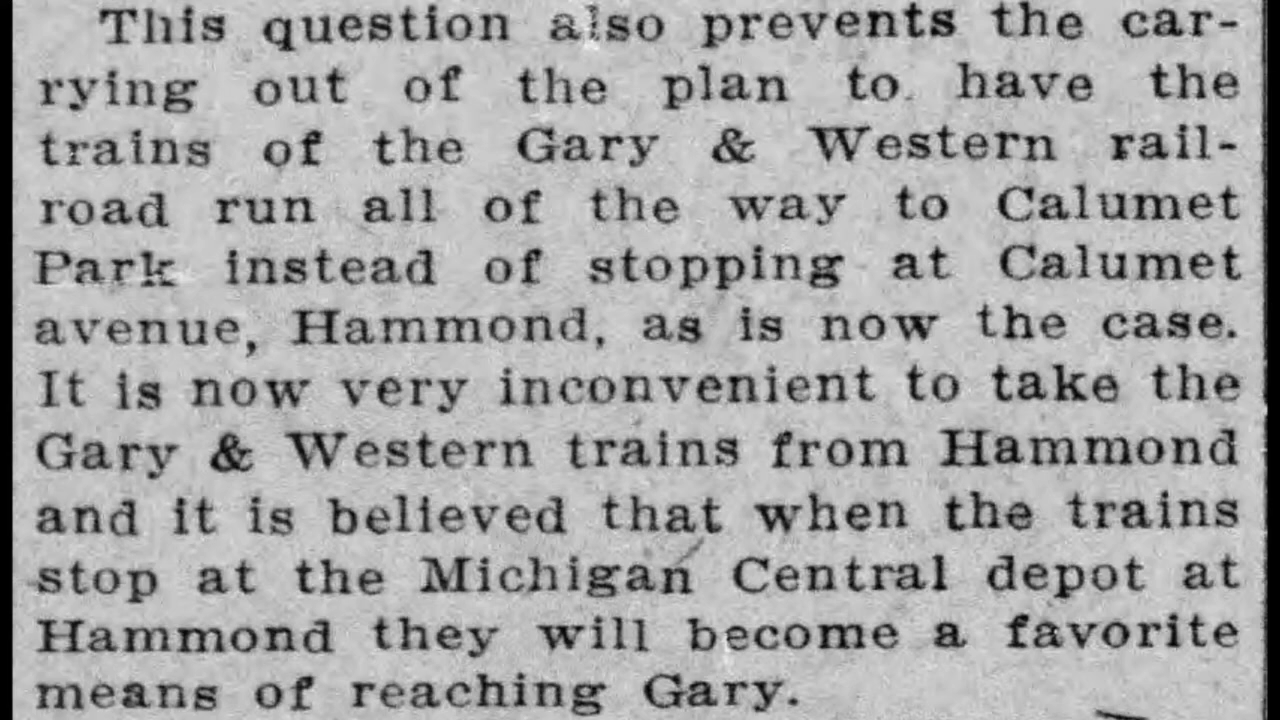 This question also prevents the car-
rying out of the plan to have the
trains of the Gary & Western rail-
road run all of the way to Calumet
Park instead of stopping at Calumet
avenue, Hammond, as is now the case.
It is now very inconvenient to take the
Gary & Western trains from Hammond
and it is believed that when the trains
stop at the Michigan Central depot at
Hammond they will become a favorite
means of reaching Gary.